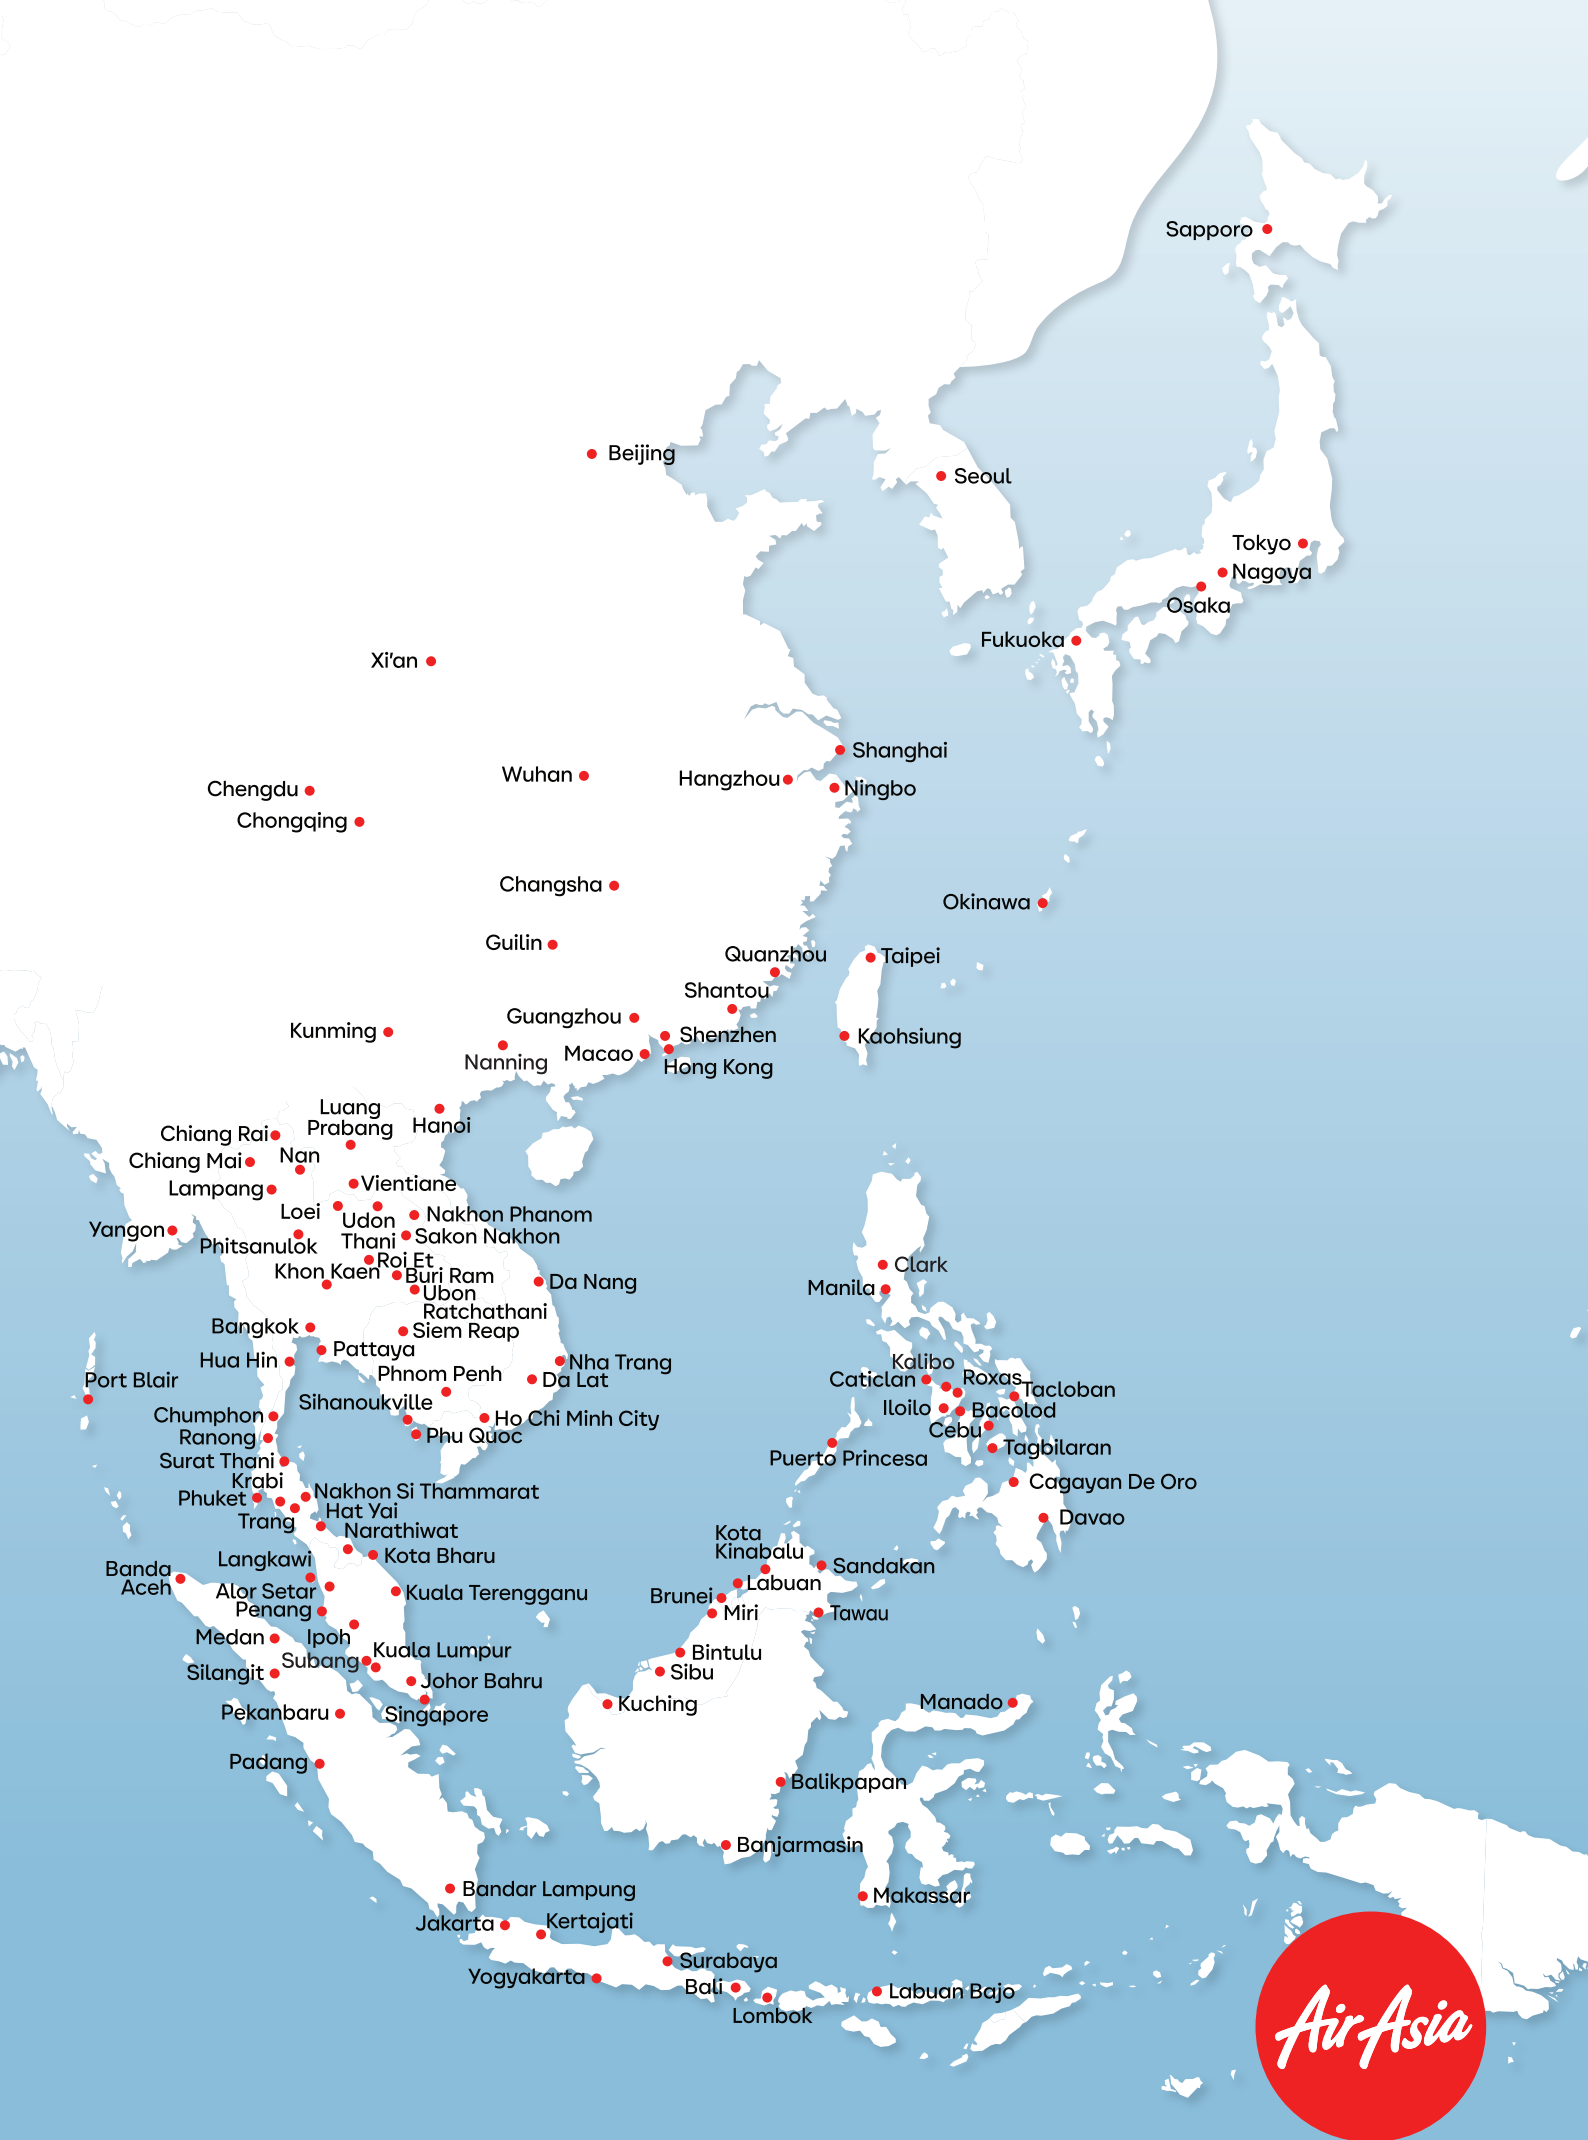 Sapporo
Beijing
Seoul
Tokyo
Nagoya
Osaka
Fukuoka
Xi'an
Shanghai
Wuhan
Hangzhou
Ningbo
Chengdu
Chongqing
Changsha
Okinawa
Guilin
Quanzhou
Taipei
Shantou
Guangzhou
Kunming
Shenzhen
Kaohsiung
Nanning
Macao
Hong Kong
Luang
Prabang
Hanoi
Chiang Rai
Nan
Chiang Mai
Vientiane
Lampang
Loei
Udon
Thani
Nakhon Phanom
Yangon
Sakon Nakhon
Phitsanulok
Roi Et
Khon Kaen
Buri Ram
Ubon
Ratchathani
Da Nang
Clark
Manila
Bangkok
Siem Reap
Pattaya
Hua Hin
Nha Trang
Kalibo
Port Blair
Phnom Penh
Da Lat
Caticlan
Roxas
Tacloban
Sihanoukville
Iloilo
Bacolod
Chumphon
Ho Chi Minh City
Cebu
Ranong
Phu Quoc
Tagbilaran
Surat Thani
Puerto Princesa
Krabi
Cagayan De Oro
Phuket
Nakhon Si Thammarat
Hat Yai
Trang
Davao
Narathiwat
Kota
Kinabalu
Langkawi
Kota Bharu
Banda
Aceh
Sandakan
Alor Setar
Kuala Terengganu
Labuan
Brunei
Penang
Miri
Tawau
Medan
Ipoh
Kuala Lumpur
Bintulu
Subang
Silangit
Sibu
Johor Bahru
Kuching
Manado
Pekanbaru
Singapore
Padang
Balikpapan
Banjarmasin
Bandar Lampung
Makassar
Jakarta
Kertajati
Surabaya
Yogyakarta
Bali
Labuan Bajo
Lombok
AirAsia